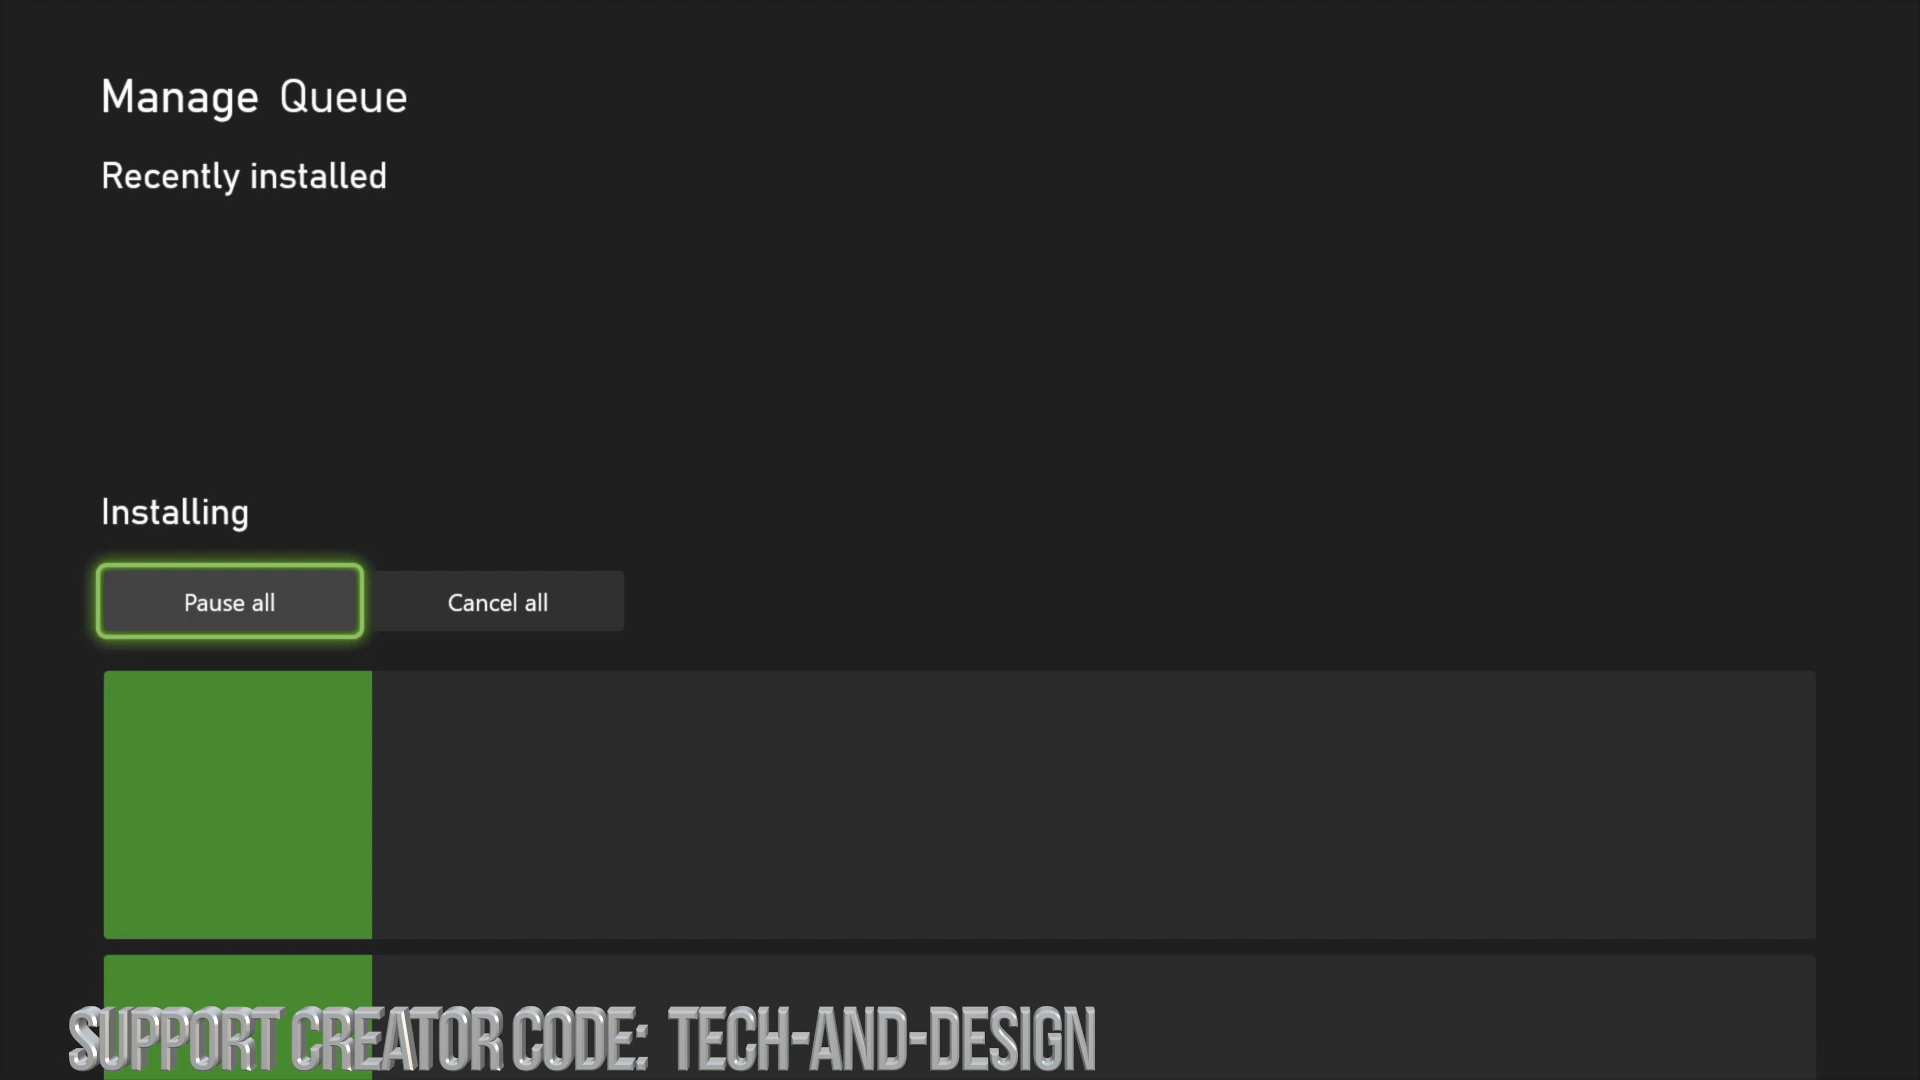 Manage Queue
Recently installed
Installing
Pause all
Cancel all
SUPPORT CREATOR CODE: TECH-AND-DESIGN